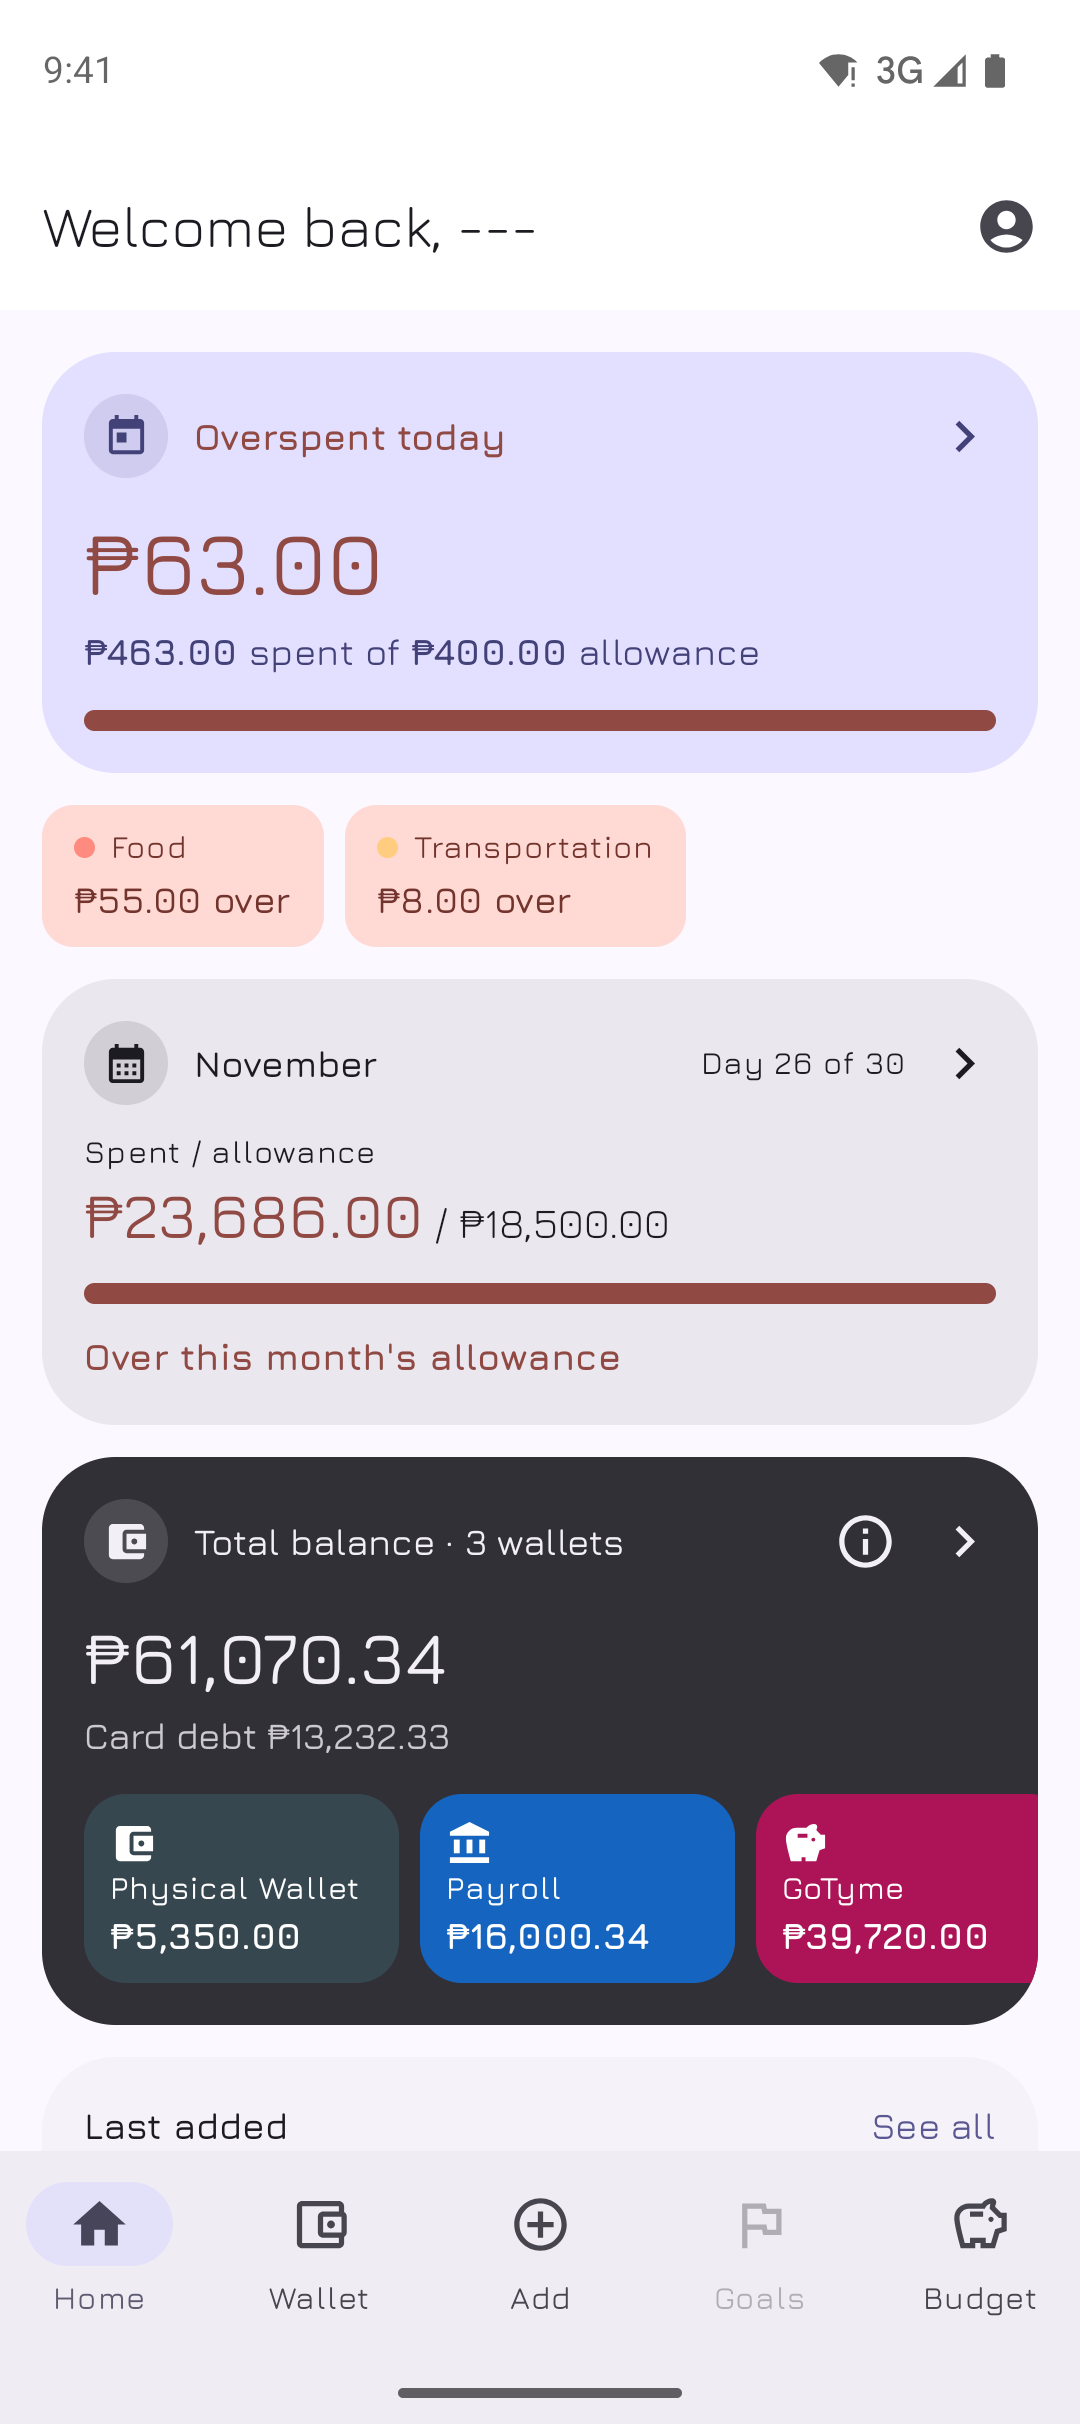 9:41
3G
Welcome back, ---
Overspent today
₱63.00
₱463.00 spent of ₱400.00 allowance
Food
₱55.00 over
Transportation
₱8.00 over
November
Day 26 of 30
Spent / allowance
₱23,686.00 / ₱18,500.00
Over this month's allowance
Total balance · 3 wallets
₱61,070.34
Card debt ₱13,232.33
Physical Wallet
₱5,350.00
Payroll
₱16,000.34
GoTyme
₱39,720.00
Last added
See all
Home
Wallet
Add
Goals
Budget